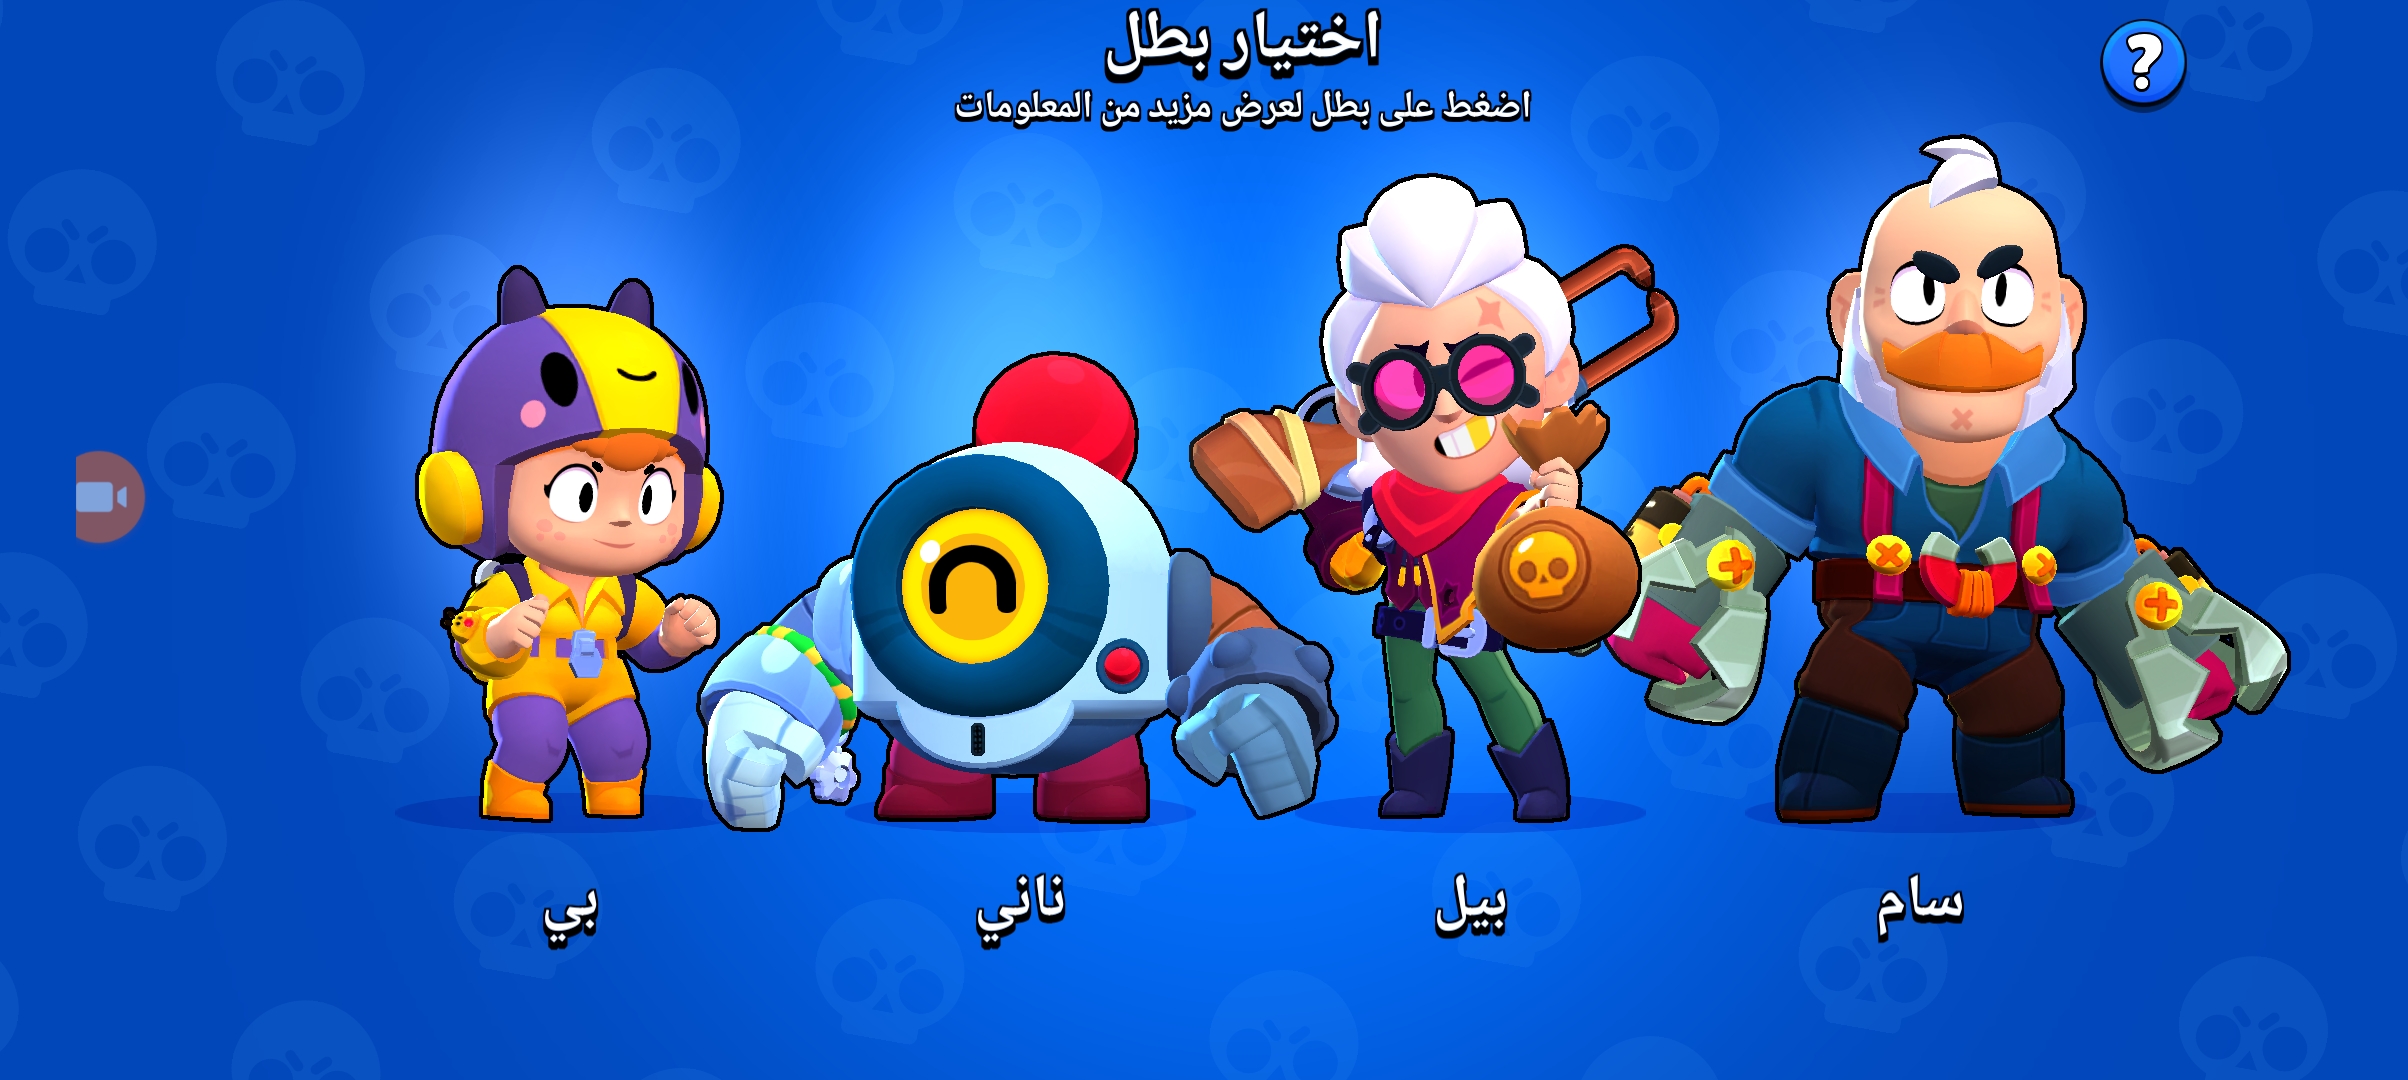 اختيار بطل
اضغط على بطل لعرض مزيد من المعلومات
?
سام
بيل
ناني
بي